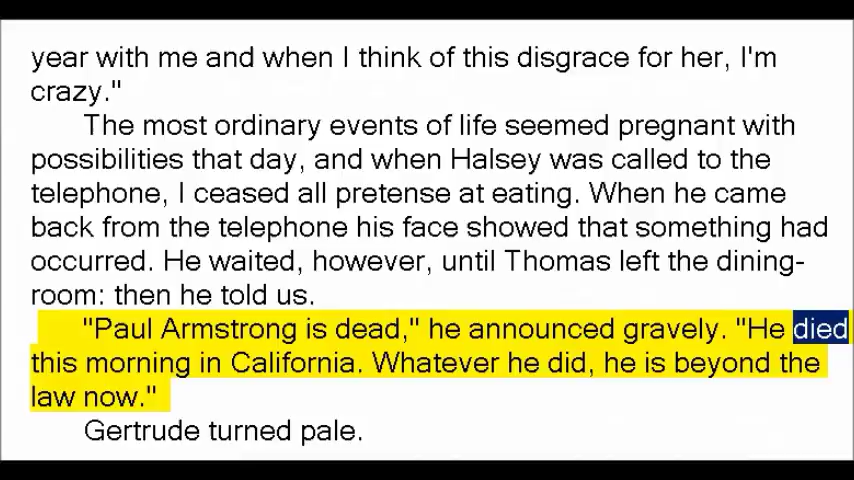 year with me and when I think of this disgrace for her, I'm
crazy."
The most ordinary events of life seemed pregnant with
possibilities that day, and when Halsey was called to the
telephone, I ceased all pretense at eating. When he came
back from the telephone his face showed that something had
occurred. He waited, however, until Thomas left the dining-
room: then he told us.
"Paul Armstrong is dead," he announced gravely. "He died
this morning in California. Whatever he did, he is beyond the
law now."
Gertrude turned pale.